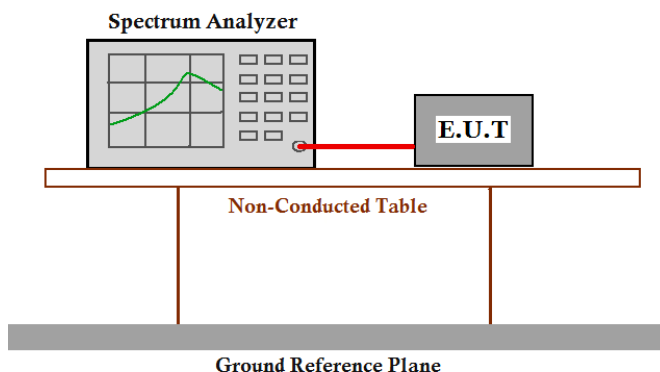 Spectrum Analyzer
E.U.T
Non-Conducted Table
Ground Reference Plane